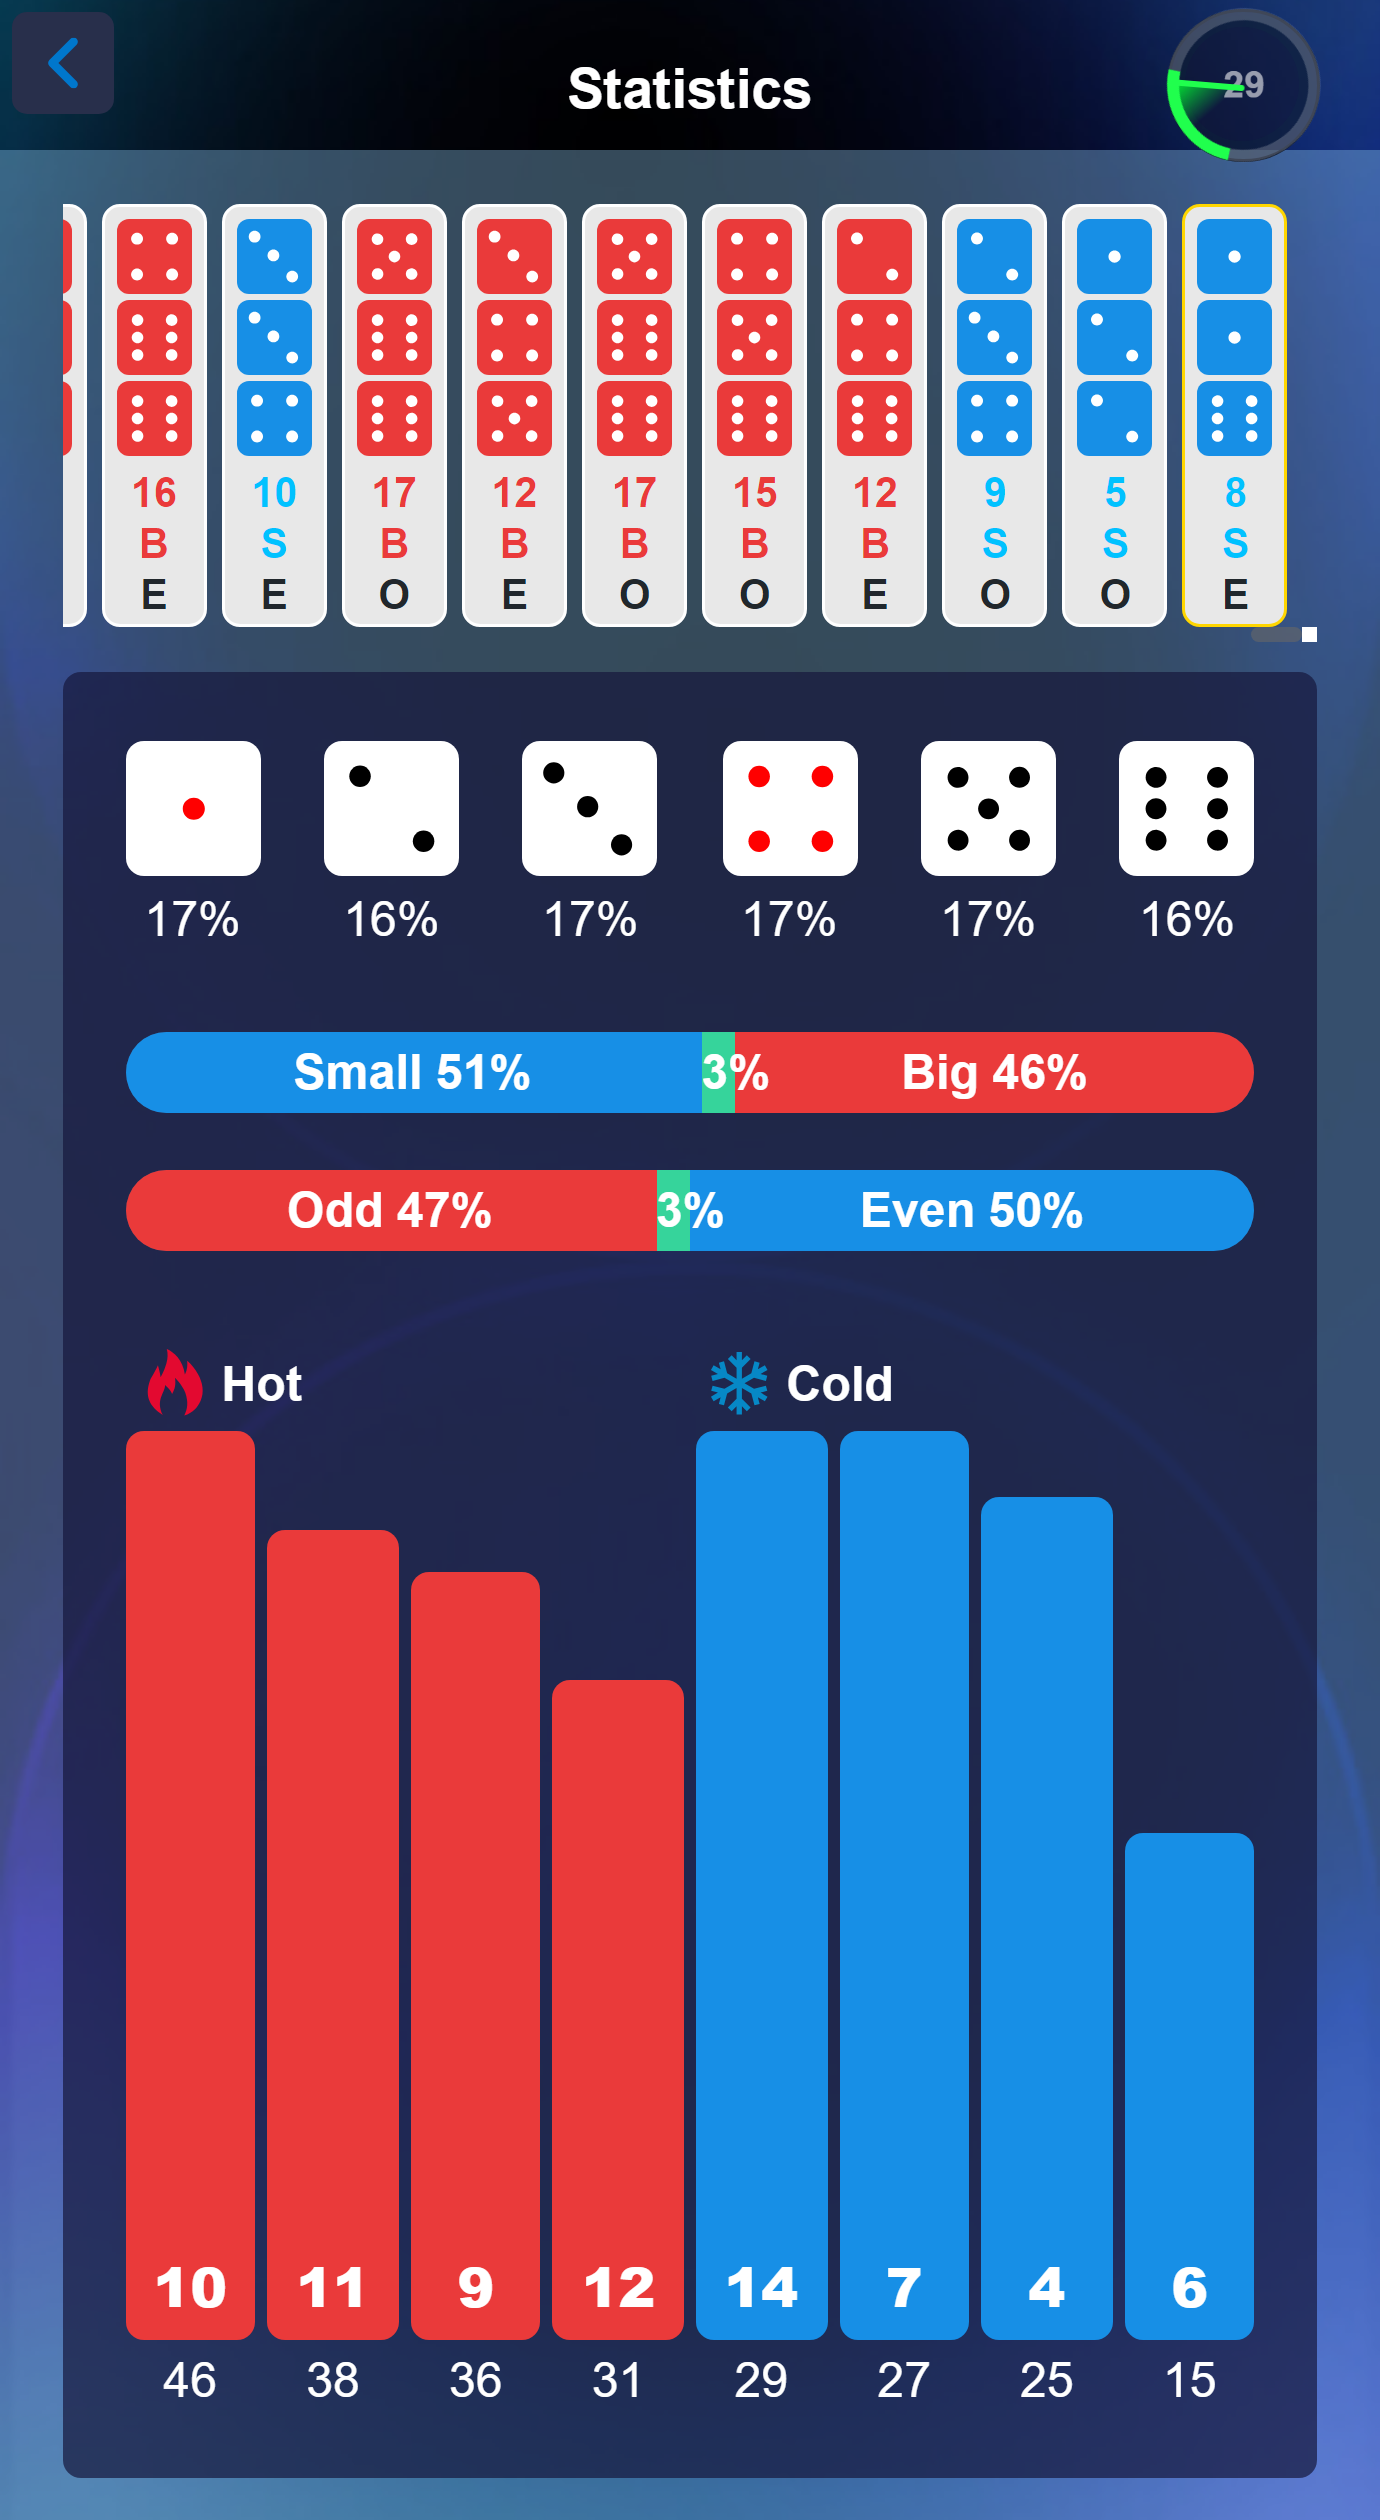 Statistics
29
16 10 17 12 17 15 12 9 5 8
B S B B B B B S S S
E E O E O O E O O E
17% 16% 17% 17% 17% 16%
Small 51% 3% Big 46%
Odd 47% 3% Even 50%
Hot Cold
10 11 9 12 14 7 4 6
46 38 36 31 29 27 25 15